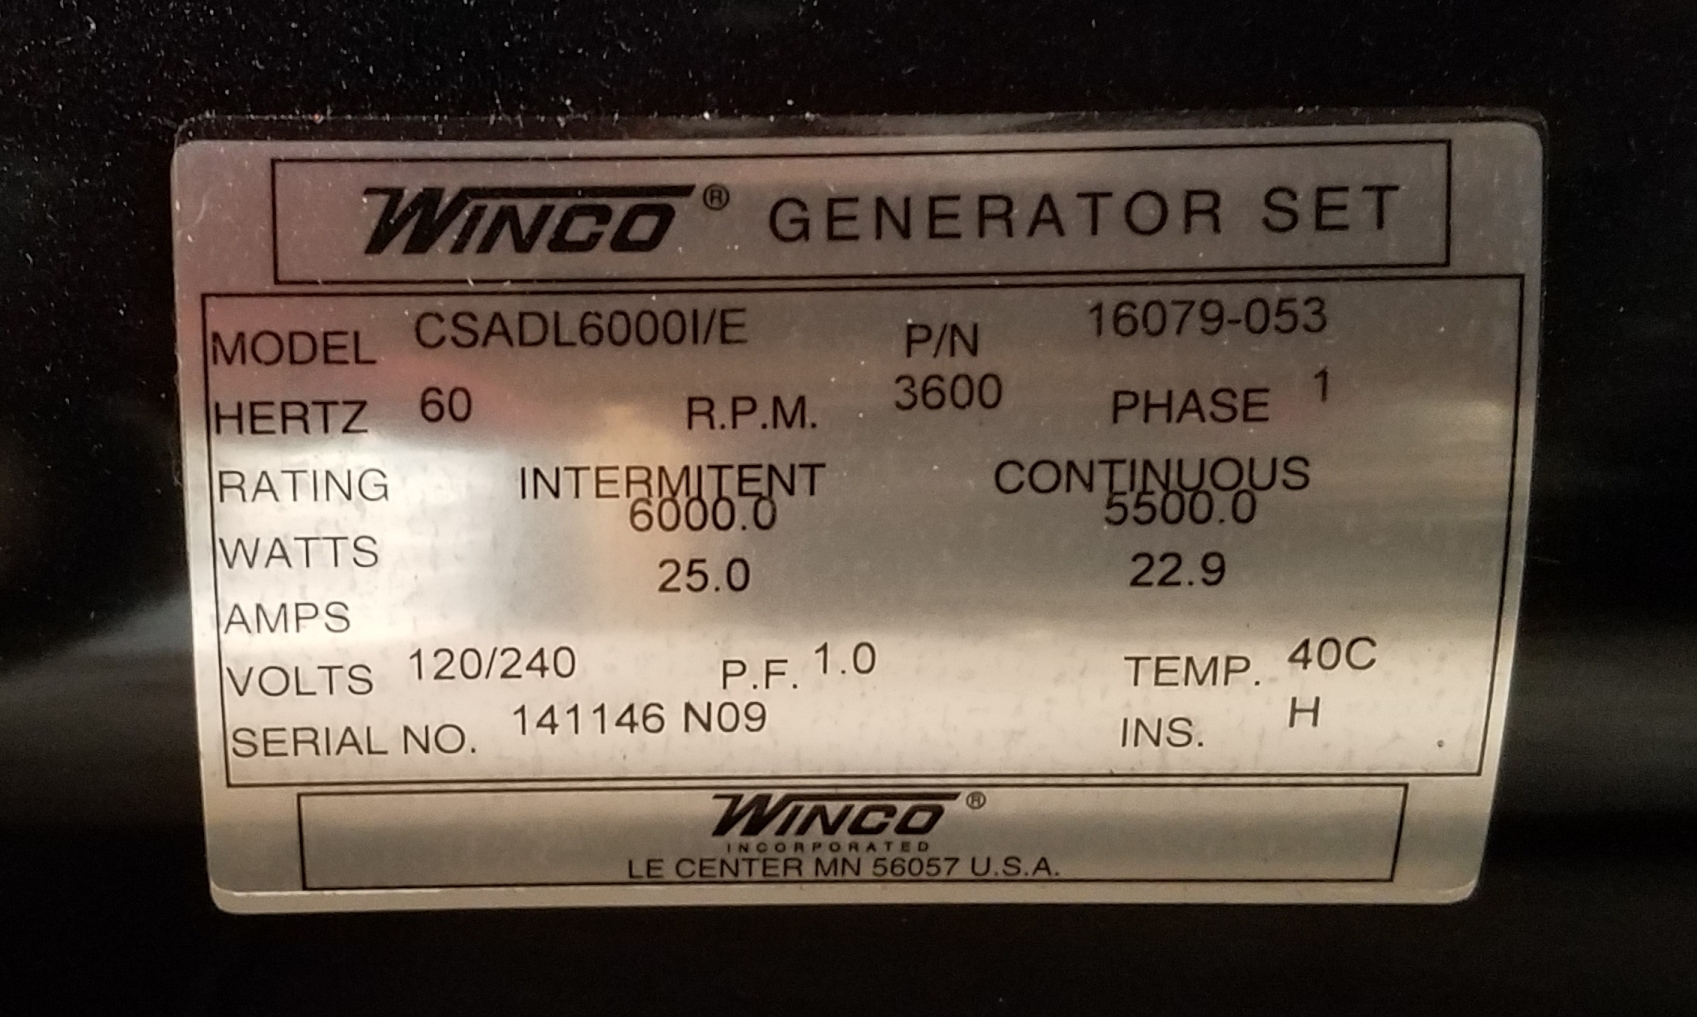 WINCO® GENERATOR SET
MODEL CSADL6000I/E P/N 16079-053
HERTZ 60 R.P.M. 3600 PHASE 1
RATING INTERMITENT CONTINUOUS
WATTS 6000.0 5500.0
AMPS 25.0 22.9
VOLTS 120/240 P.F. 1.0 TEMP. 40C
SERIAL NO. 141146 N09 INS. H
WINCO®
INCORPORATED
LE CENTER MN 56057 U.S.A.